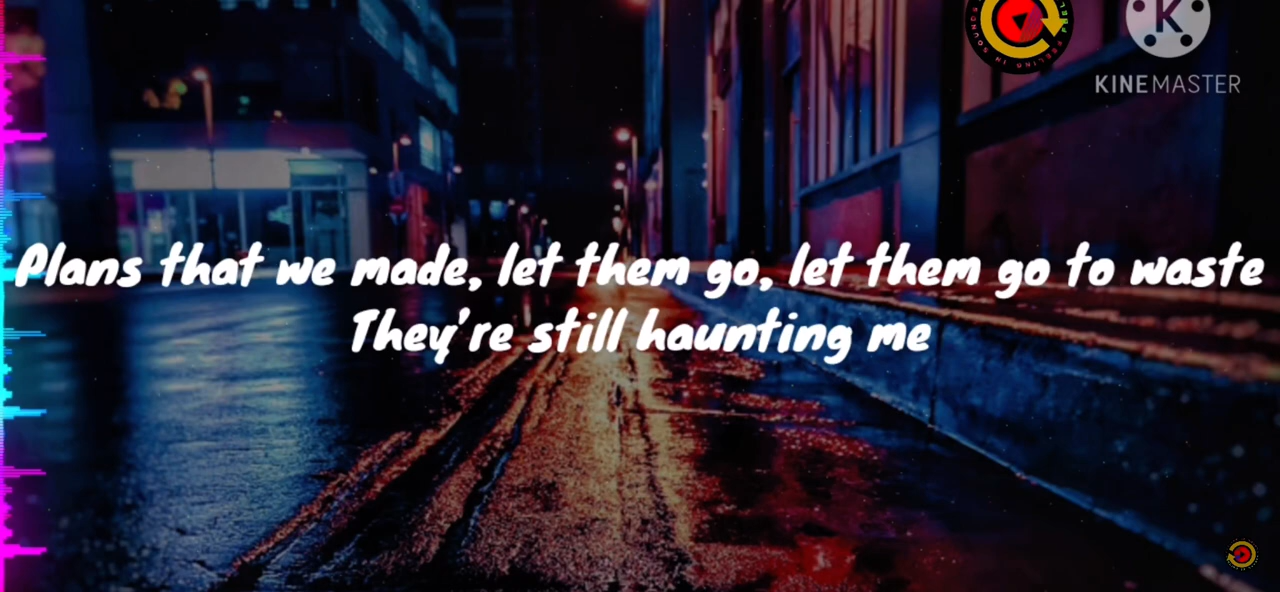 KINEMASTER
Plans that we made, let them go, let them go to waste
They're still haunting me